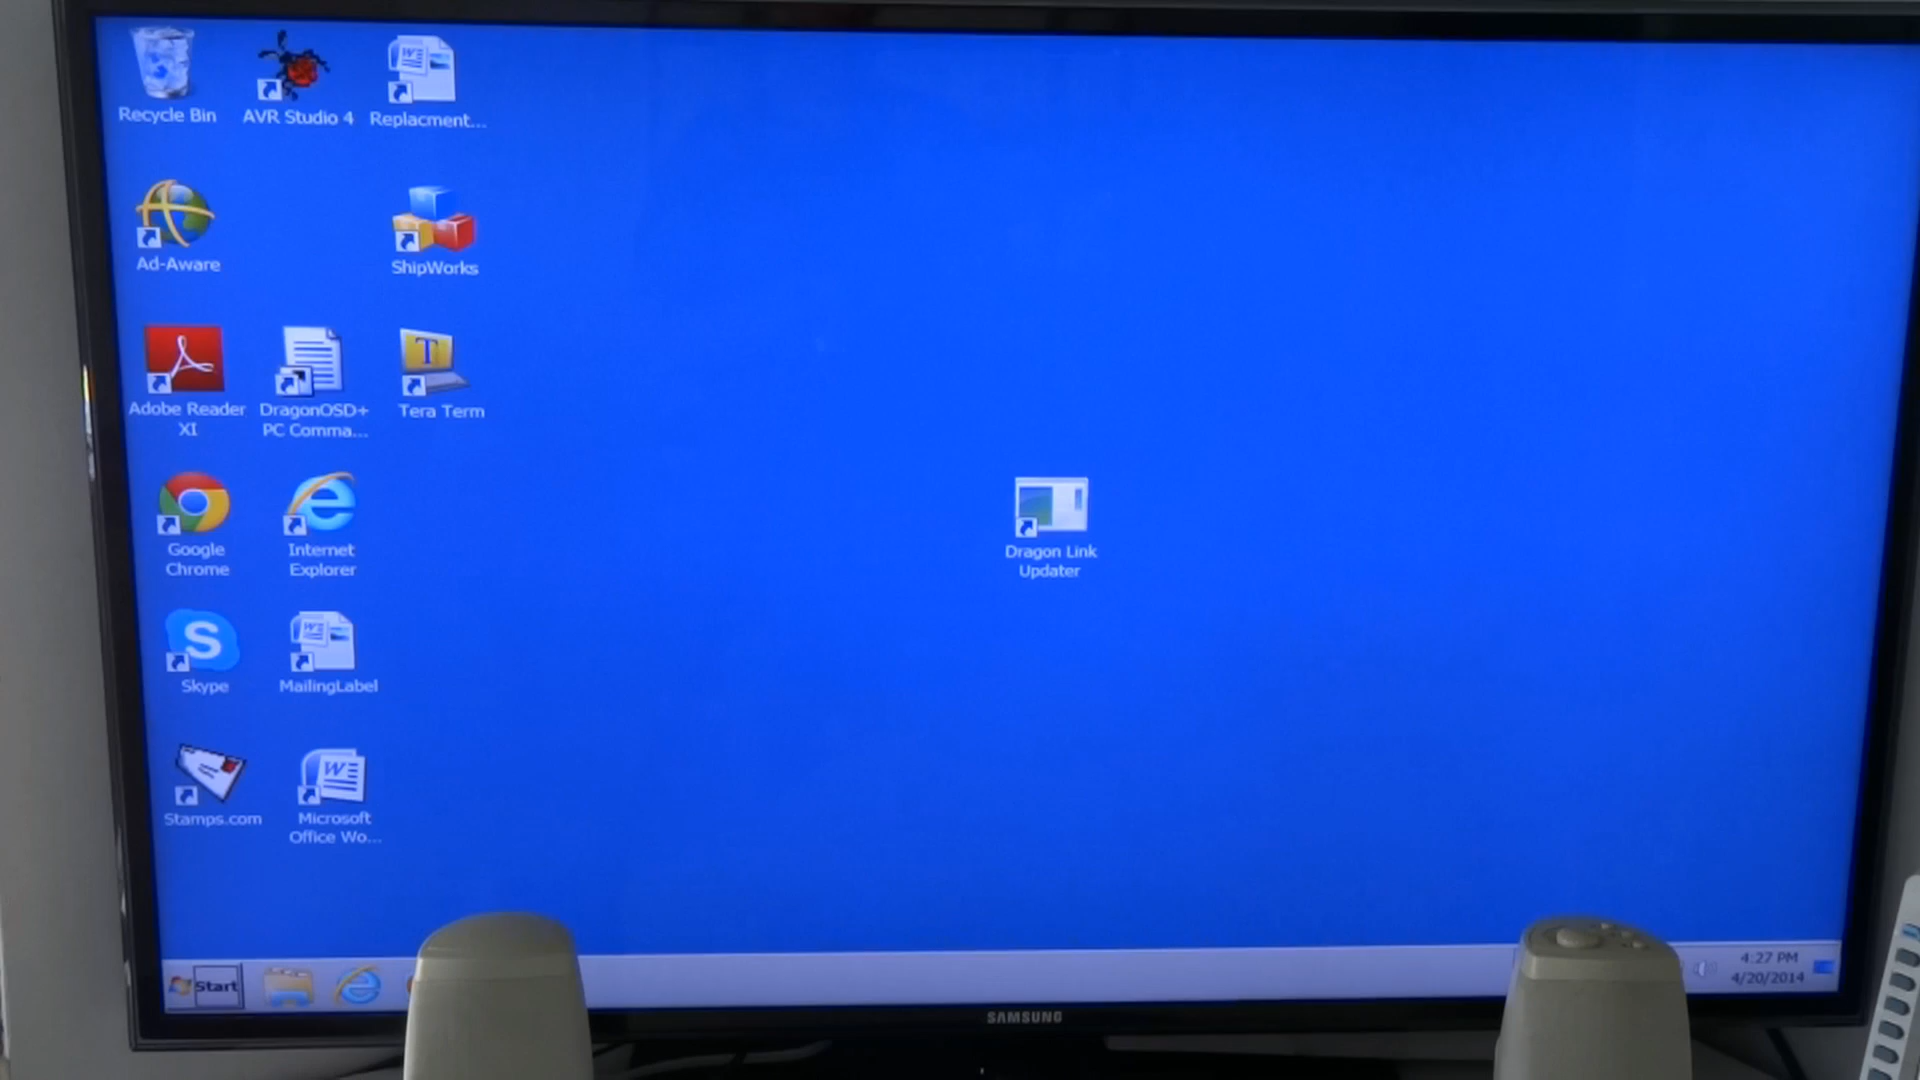 Recycle Bin
AVR Studio 4
Replacment...
Ad-Aware
ShipWorks
Adobe Reader
XI
DragonOSD+
PC Comma...
T
Tera Term
Google
Chrome
Internet
Explorer
Dragon Link
Updater
S
Skype
MailingLabel
Stamps.com
W
Microsoft
Office Wo...
Start
4:27 PM
4/20/2014
SAMSUNG